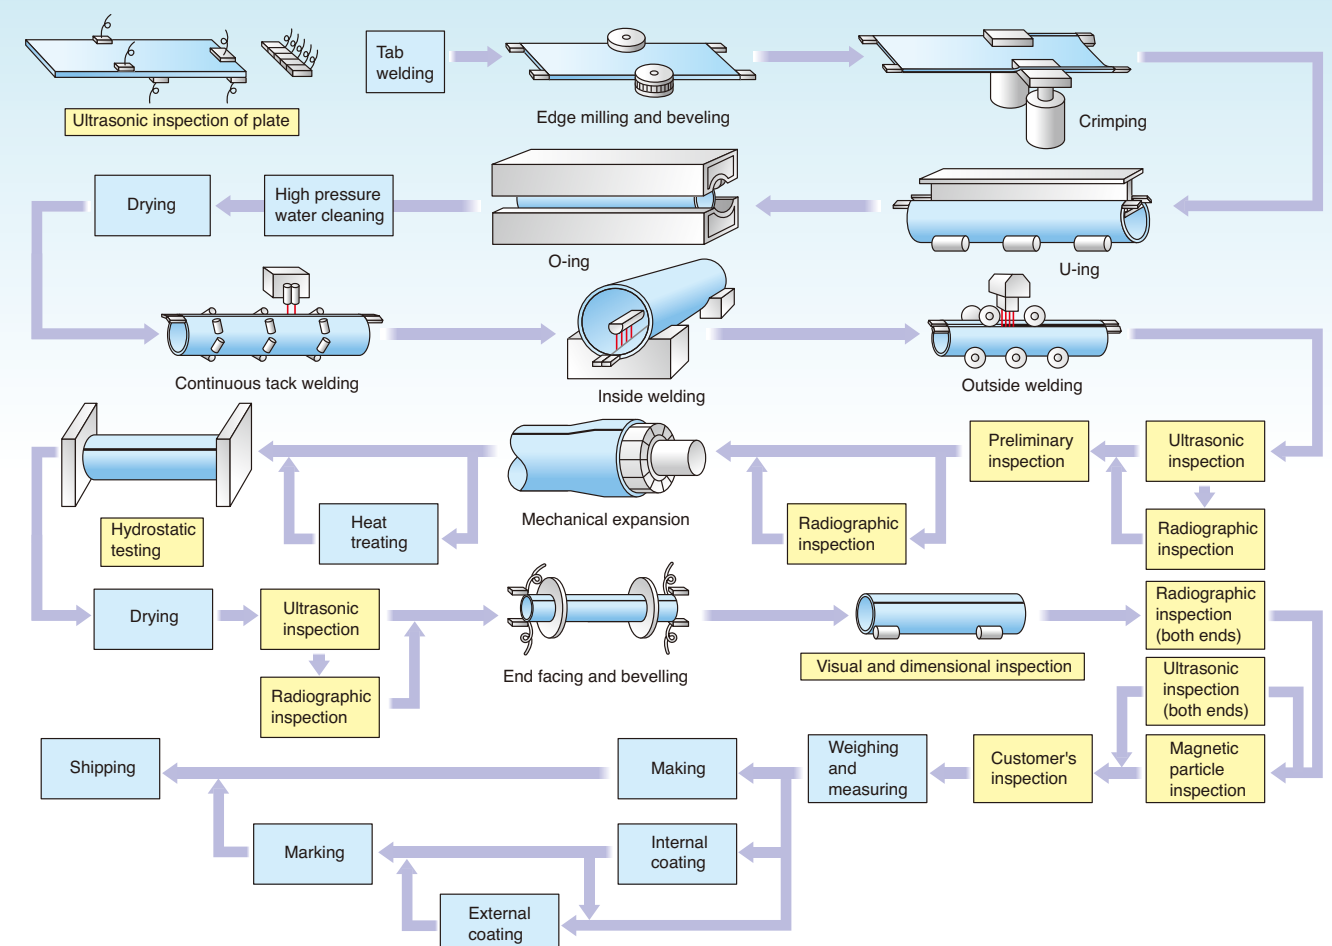 Tab
welding
Ultrasonic inspection of plate
Edge milling and beveling
Crimping
Drying
High pressure
water cleaning
O-ing
U-ing
Continuous tack welding
Inside welding
Outside welding
Hydrostatic
testing
Heat
treating
Mechanical expansion
Radiographic
inspection
Preliminary
inspection
Ultrasonic
inspection
Radiographic
inspection
Drying
Ultrasonic
inspection
Radiographic
inspection
End facing and bevelling
Visual and dimensional inspection
Radiographic
inspection
(both ends)
Ultrasonic
inspection
(both ends)
Magnetic
particle
inspection
Customer's
inspection
Weighing
and
measuring
Making
Shipping
Internal
coating
Marking
External
coating